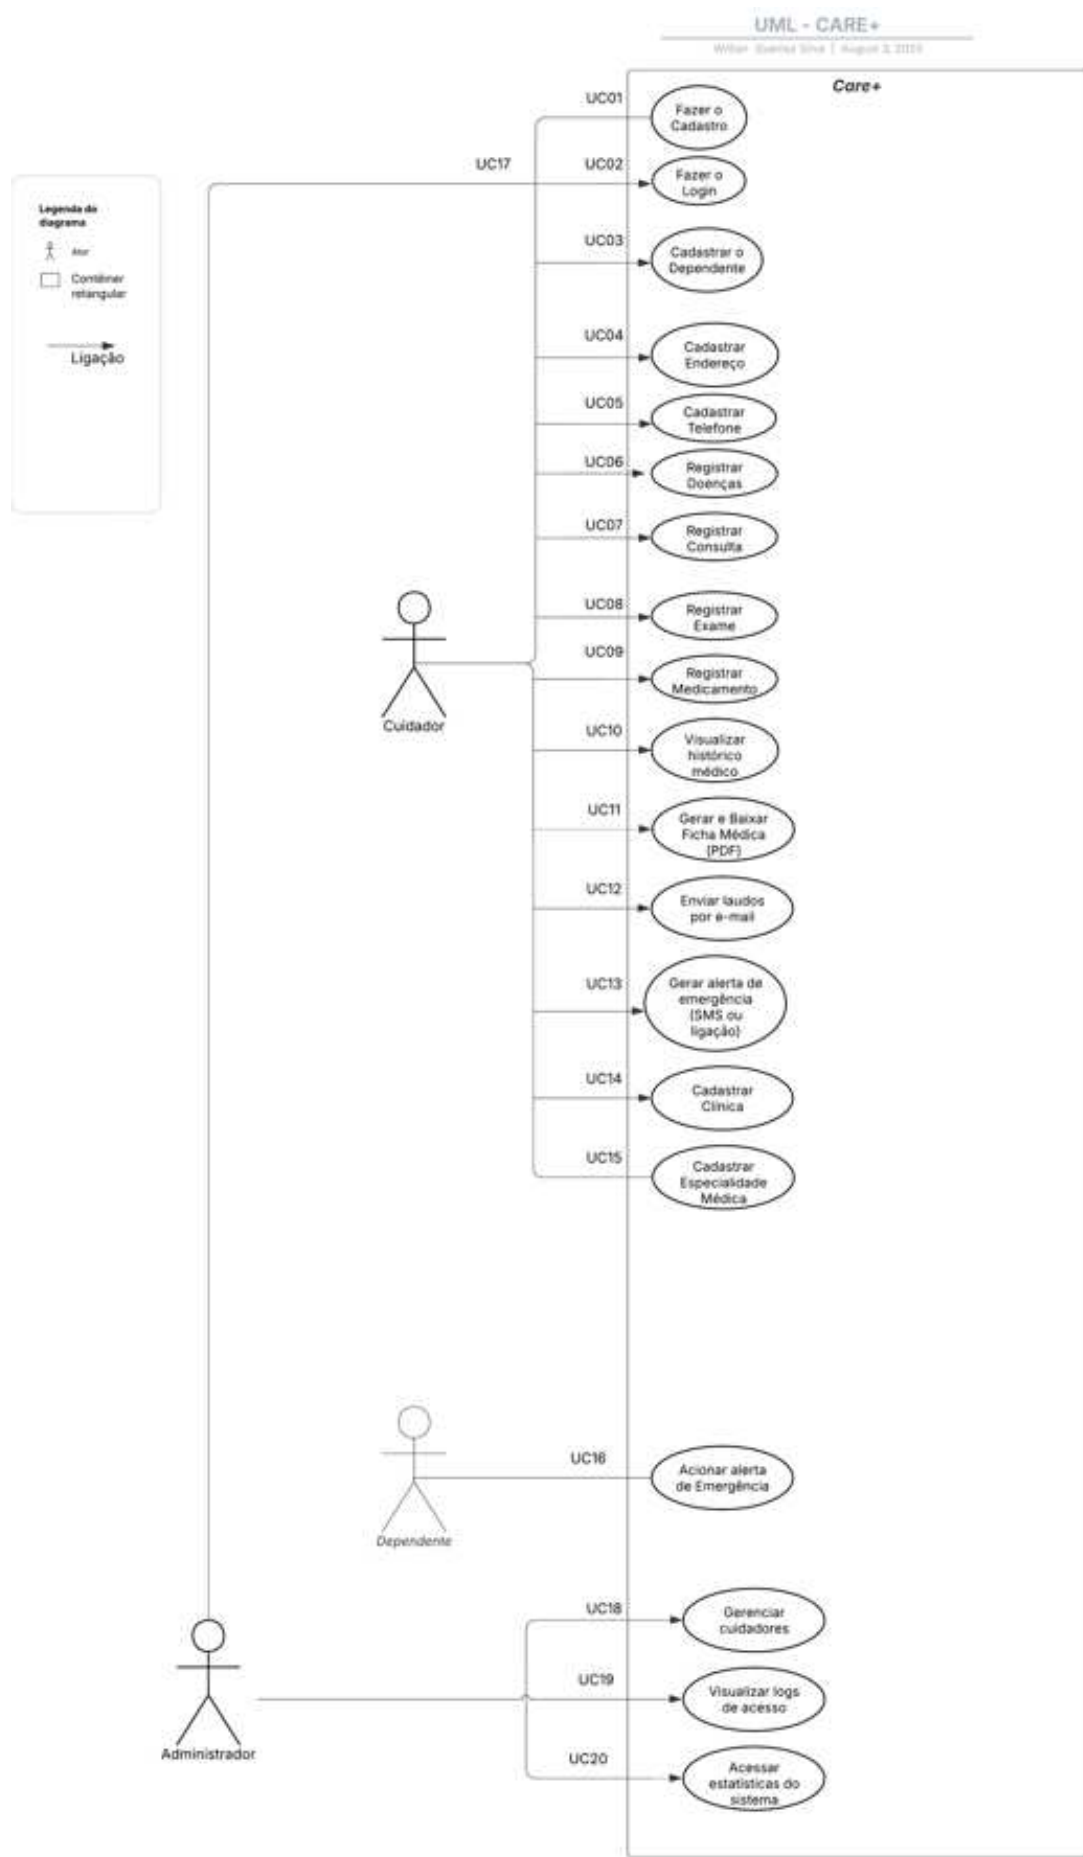 UML - CARE+
Care+
UC01
Fazer o
Cadastro
UC17
UC02
Fazer o
Login
Legenda do
diagrama
Ator
Contêiner
retangular
Ligação
UC03
Cadastrar o
Dependente
UC04
Cadastrar
Endereço
UC05
Cadastrar
Telefone
UC06
Registrar
Doenças
UC07
Registrar
Consulta
UC08
Registrar
Exame
UC09
Registrar
Medicamento
Cuidador
UC10
Visualizar
histórico
médico
UC11
Gerar e Baixar
Ficha Médica
(PDF)
UC12
Enviar laudos
por e-mail
UC13
Gerar alerta de
emergência
(SMS ou
ligação)
UC14
Cadastrar
Clínica
UC15
Cadastrar
Especialidade
Médica
UC16
Acionar alerta
de Emergência
Dependente
UC18
Gerenciar
cuidadores
UC19
Visualizar logs
de acesso
Administrador
UC20
Acessar
estatísticas do
sistema